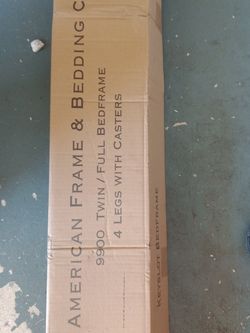 AMERICAN FRAME & BEDDING C
9900 TWIN / FULL BEDFRAME
4 LEGS WITH CASTERS
KEYSLOT BEDFRAME